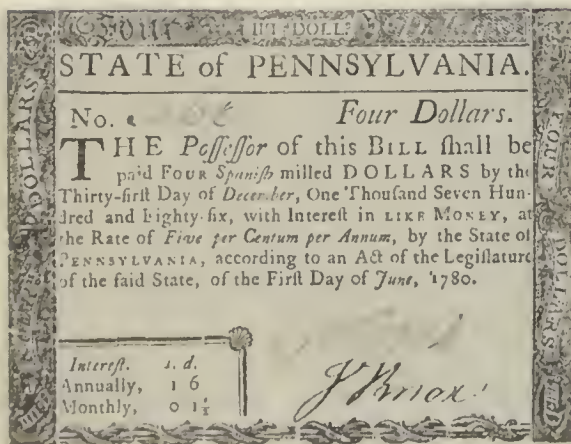 Four IIII DOLLs Dollars
STATE of PENNSYLVANIA.
No. Four Dollars.
THE Poſſeſſor of this BILL ſhall be
paid FOUR Spaniſh milled DOLLARS by the
Thirty-firſt Day of December, One Thouſand Seven Hun-
dred and Eighty-ſix, with Intereſt in LIKE MONEY, at
the Rate of Five per Centum per Annum, by the State of
PENNSYLVANIA, according to an Act of the Legiſlature
of the ſaid State, of the Firſt Day of June, 1780.
Intereſt. s. d.
Annually, 1 6
Monthly, 0 1½
J Knox
DOLLARS
FOUR DOLLARS